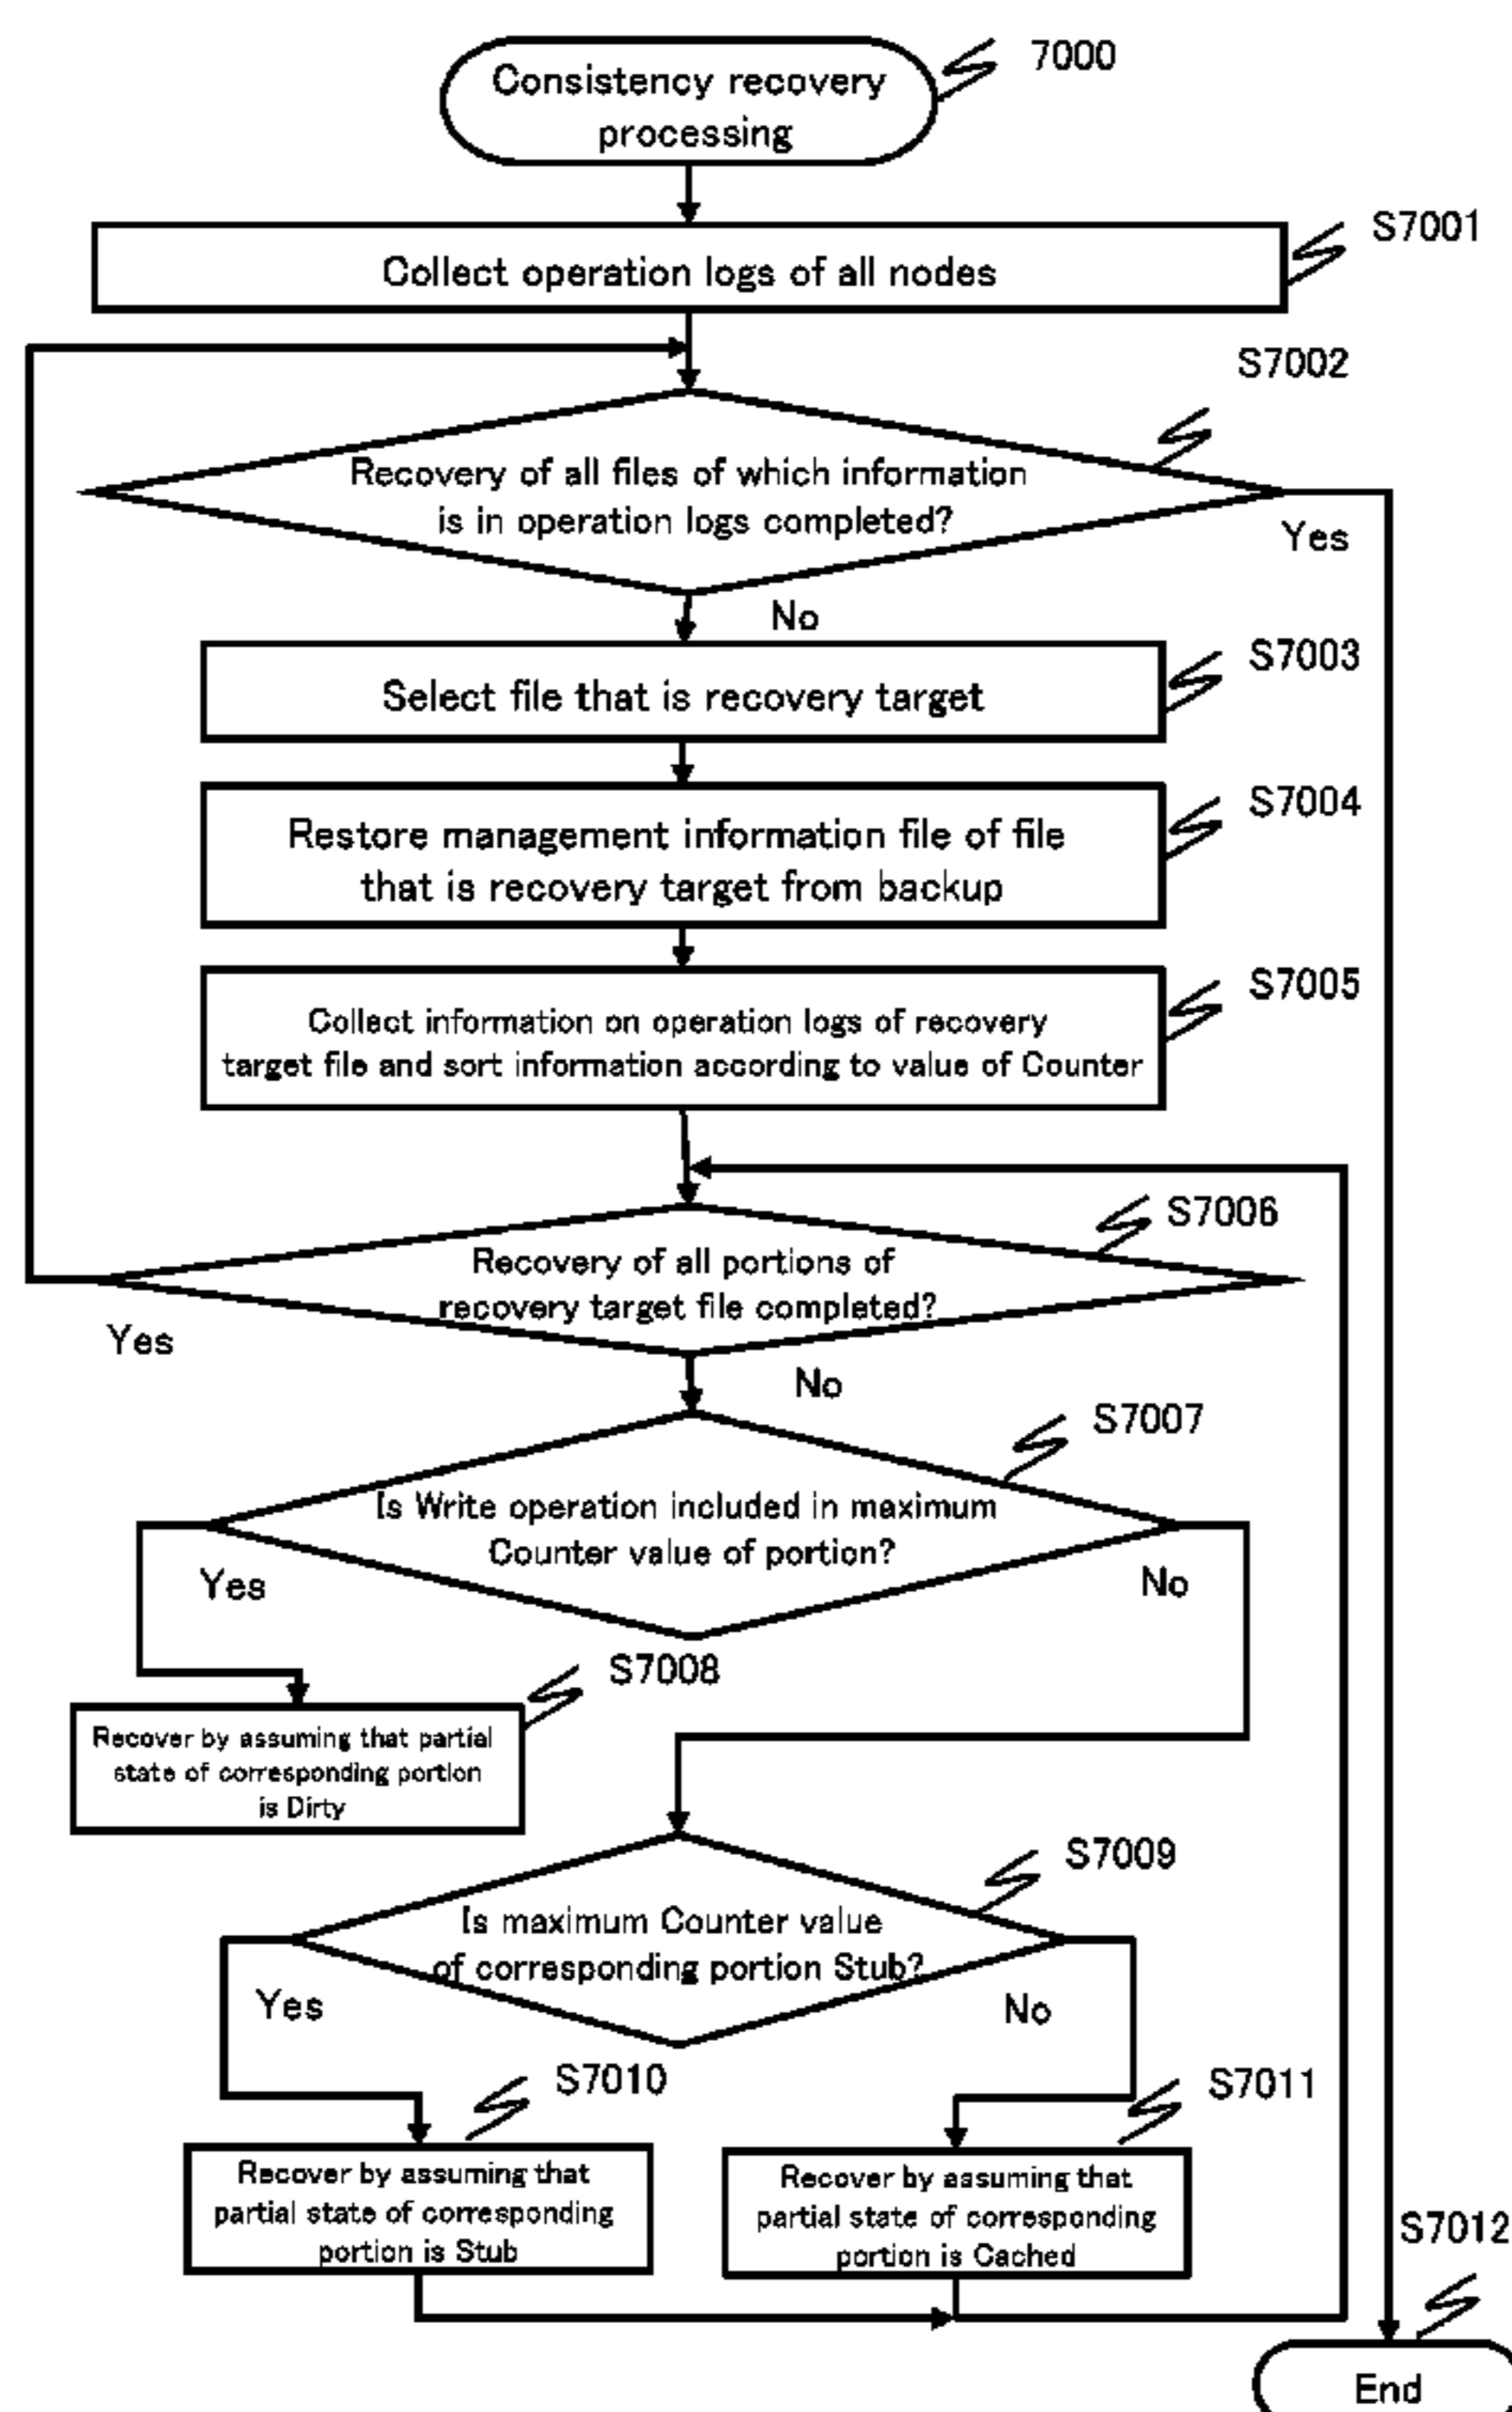 Consistency recovery
processing
7000
Collect operation logs of all nodes
S7001
S7002
Recovery of all files of which information
is in operation logs completed?
Yes
No
Select file that is recovery target
S7003
Restore management information file of file
that is recovery target from backup
S7004
Collect information on operation logs of recovery
target file and sort information according to value of Counter
S7005
S7006
Recovery of all portions of
recovery target file completed?
Yes
No
S7007
Is Write operation included in maximum
Counter value of portion?
Yes
No
S7008
Recover by assuming that partial
state of corresponding portion
is Dirty
S7009
Is maximum Counter value
of corresponding portion Stub?
Yes
No
S7010
S7011
Recover by assuming that
partial state of corresponding
portion is Stub
Recover by assuming that
partial state of corresponding
portion is Cached
S7012
End